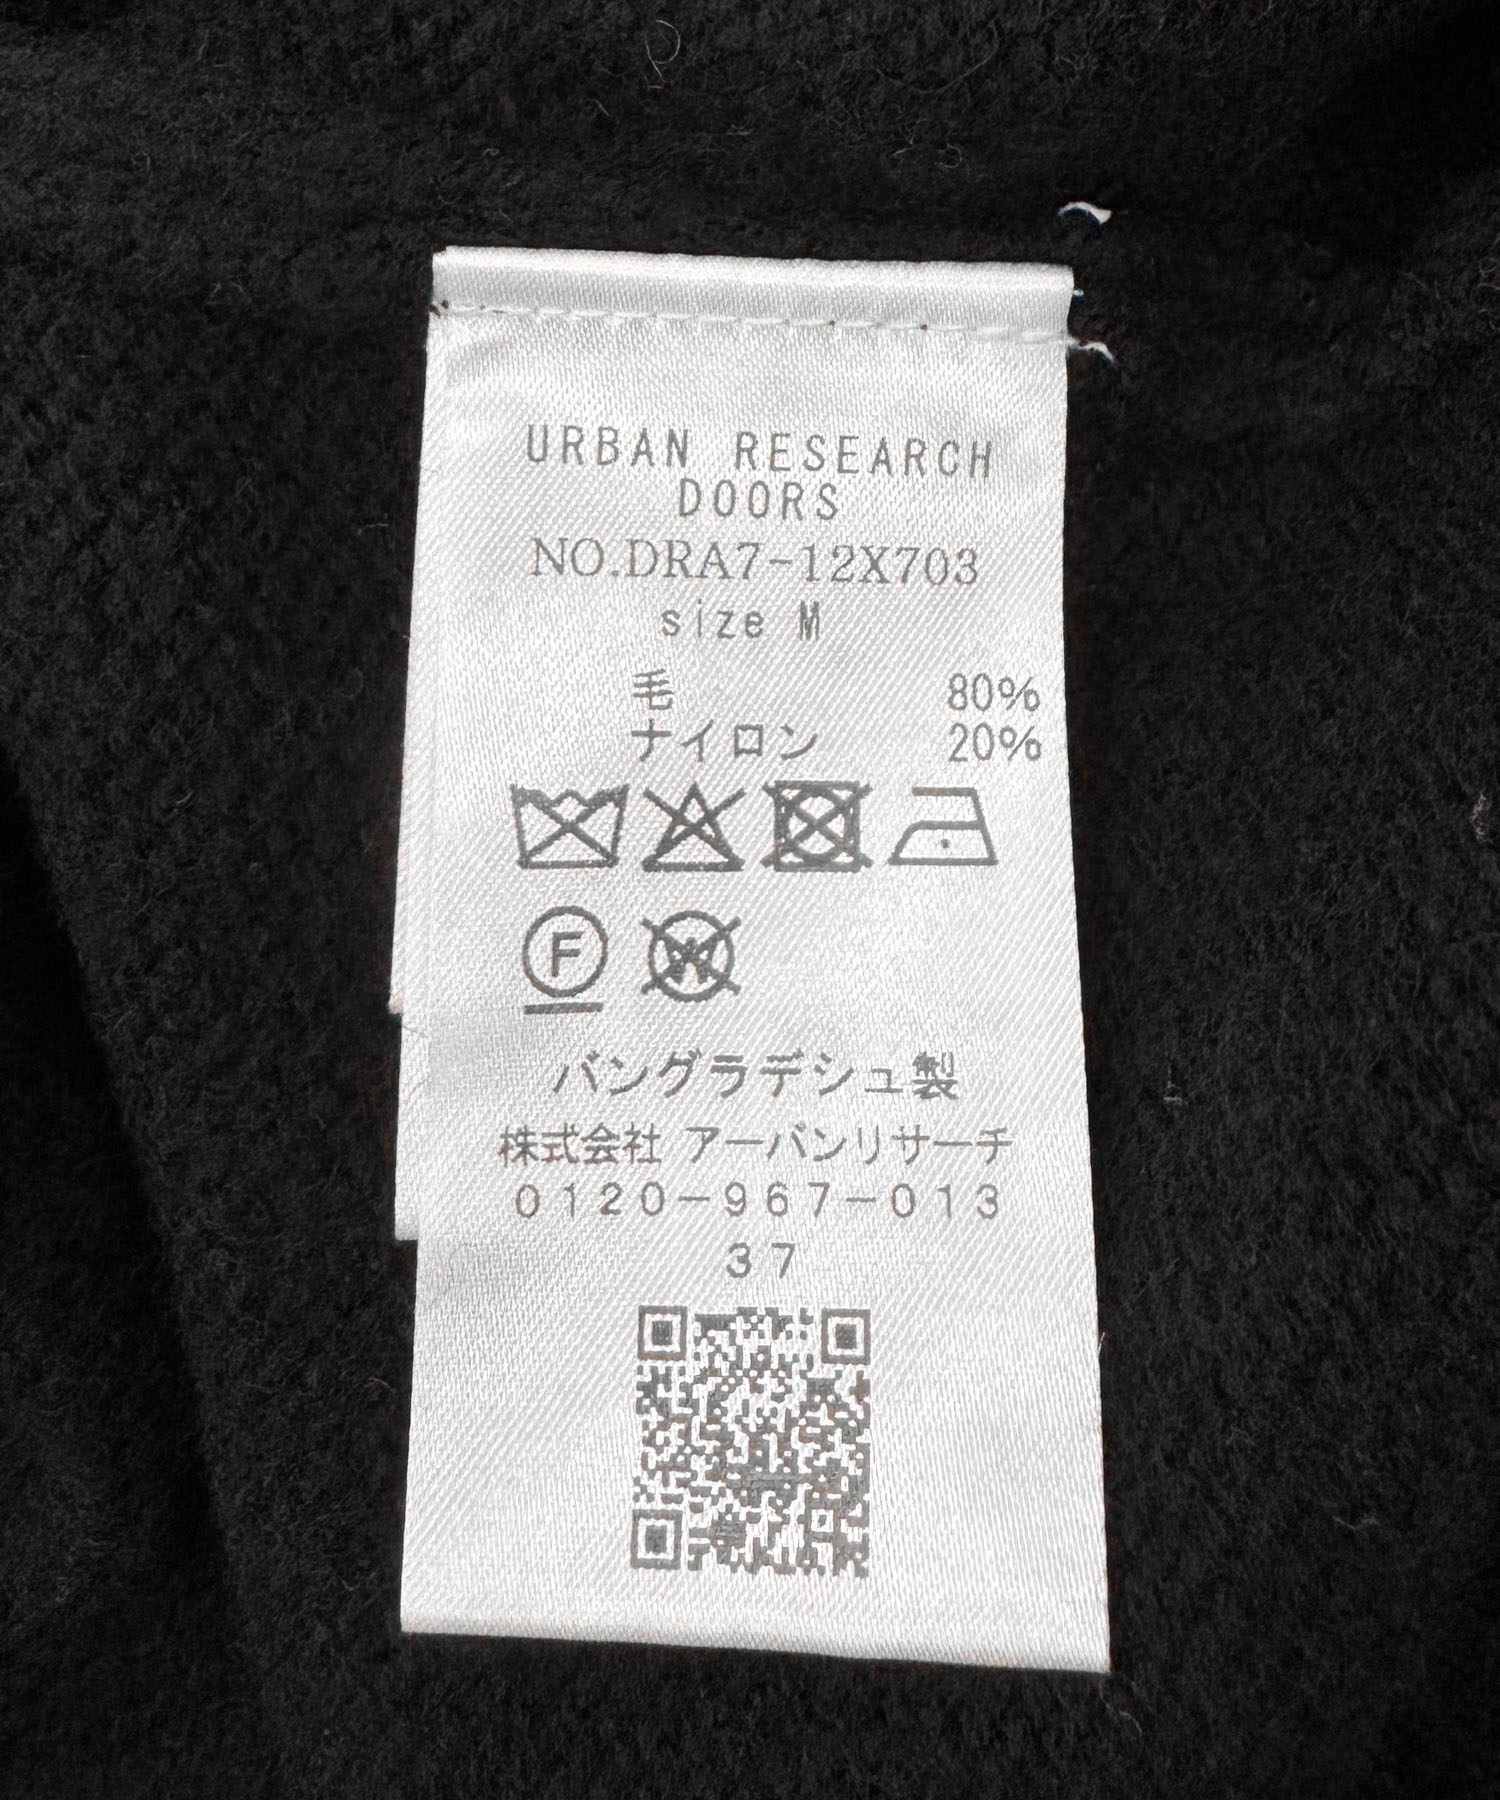 URBAN RESEARCH
DOORS
NO.DRA7-12X703
size M
毛 80%
ナイロン 20%
F
W
バングラデシュ製
株式会社 アーバンリサーチ
0120-967-013
37